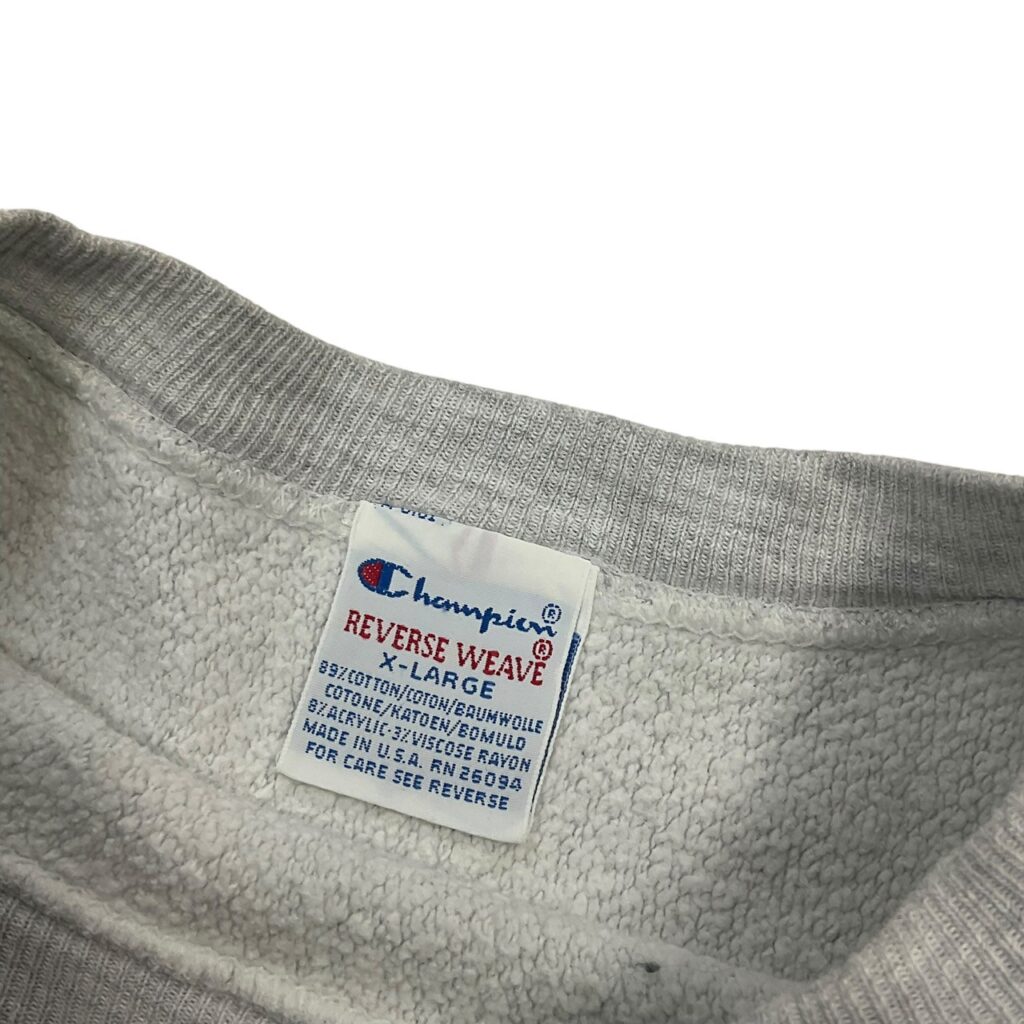 Champion®
REVERSE WEAVE®
X-LARGE
89%COTTON/COTON/BAUMWOLLE
COTONE/KATOEN/BOMULD
8%ACRYLIC·3%VISCOSE RAYON
MADE IN U.S.A. RN 26094
FOR CARE SEE REVERSE